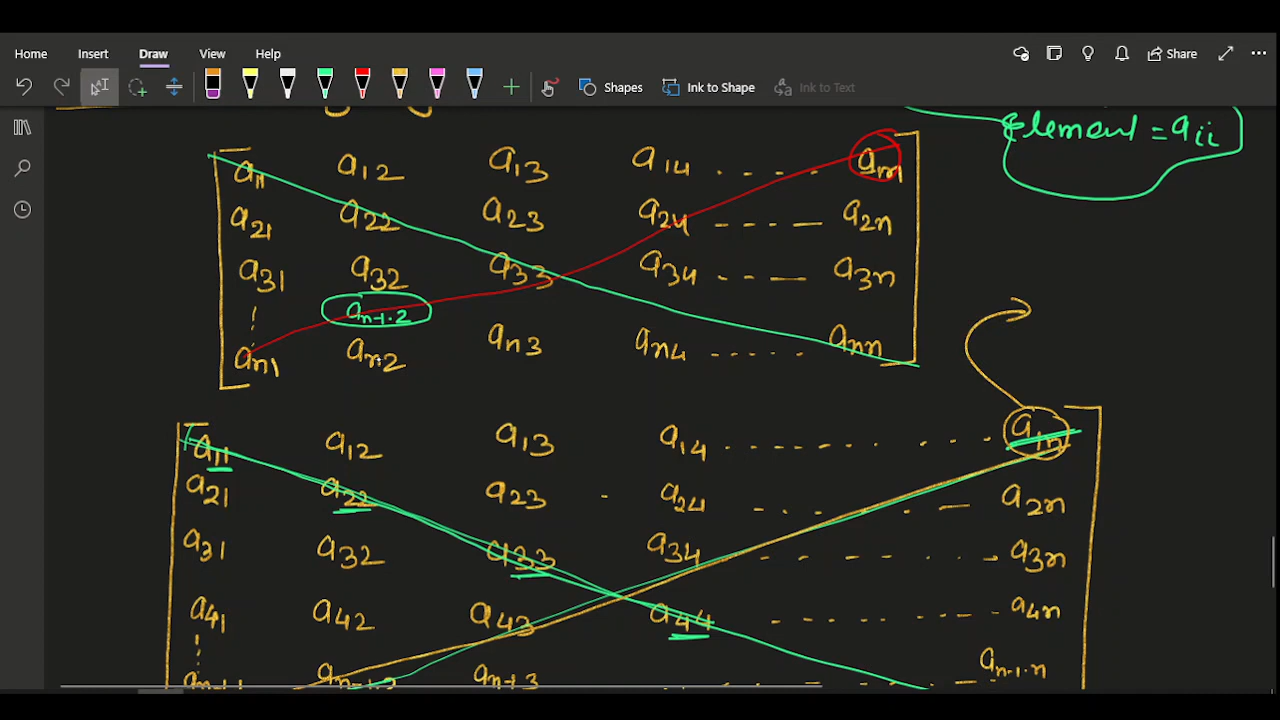 Home Insert Draw View Help Share
Shapes Ink to Shape Ink to Text
Element = aii
a11 a12 a13 a14 ..... a1n
a21 a22 a23 a24 ----- a2n
a31 a32 a33 a34 ----- a3n
an-1.2
an1 an2 an3 an4 ...... ann
a11 a12 a13 a14 ........... a1n
a21 a22 a23 . a24 ........ a2n
a31 a32 a33 a34 ........ a3n
a41 a42 a43 a44 ........ a4n
an-1.n